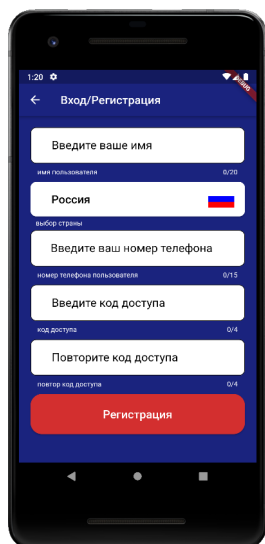 1:20
DEBUG
Вход/Регистрация
Введите ваше имя
имя пользователя 0/20
Россия
выбор страны
Введите ваш номер телефона
номер телефона пользователя 0/15
Введите код доступа
код доступа 0/4
Повторите код доступа
повтор код доступа 0/4
Регистрация